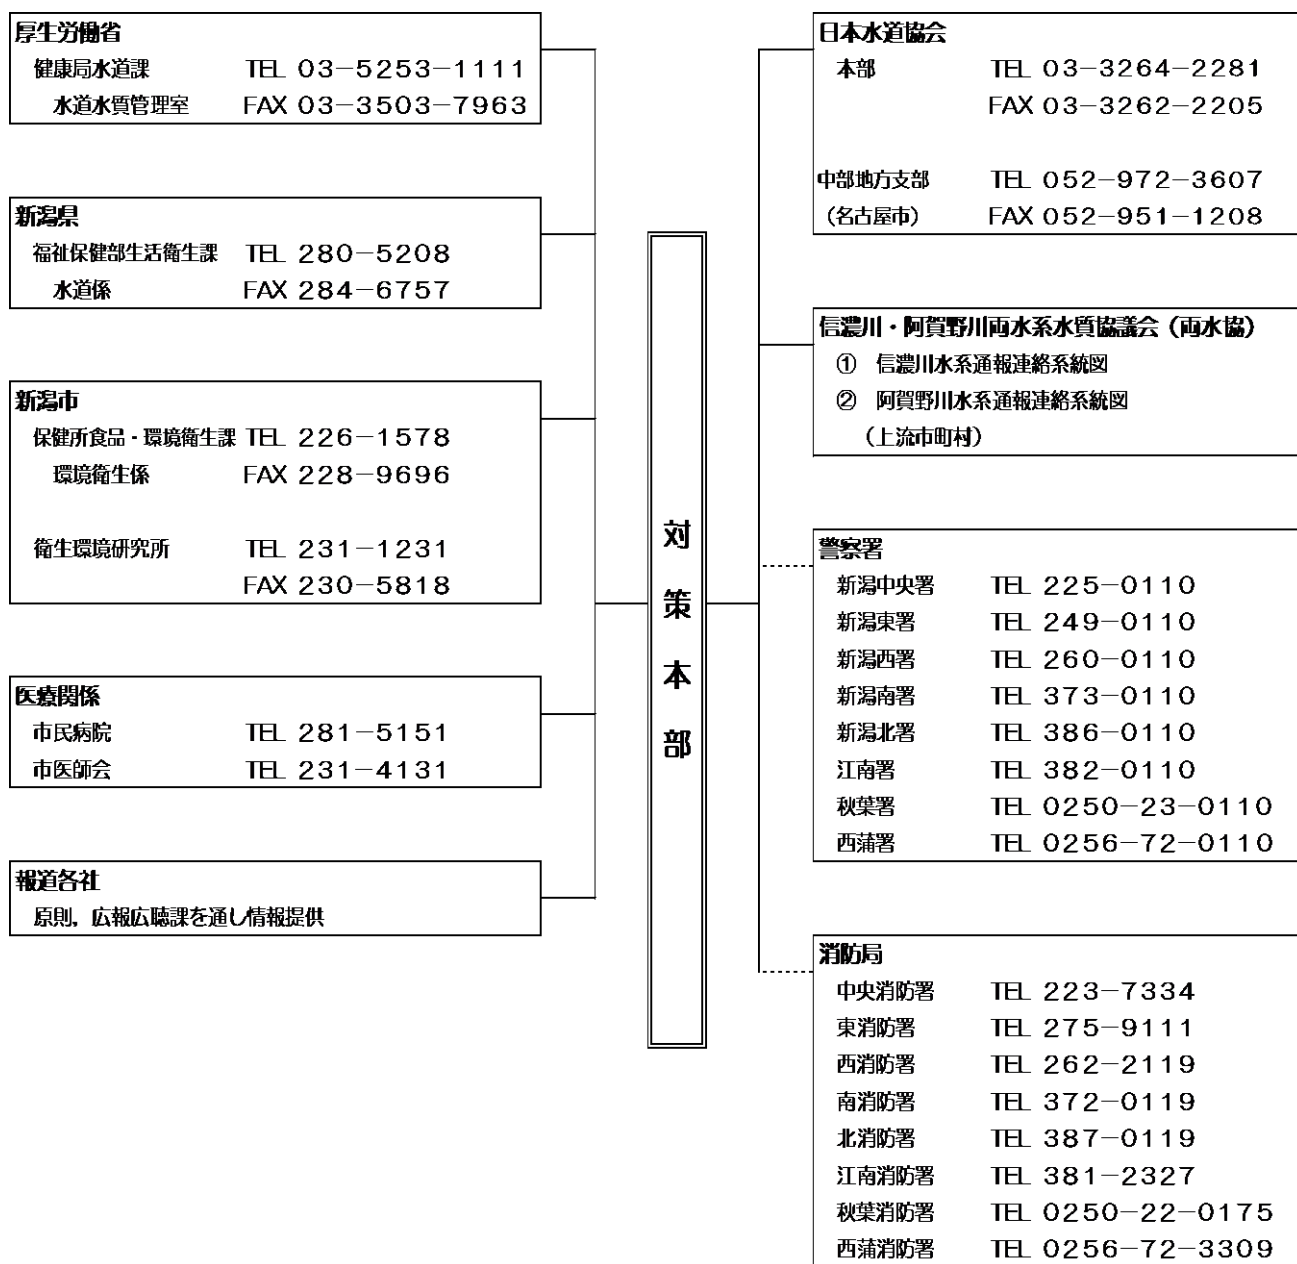 厚生労働省
健康局水道課 TEL 03-5253-1111
水道水質管理室 FAX 03-3503-7963
新潟県
福祉保健部生活衛生課 TEL 280-5208
水道係 FAX 284-6757
新潟市
保健所食品・環境衛生課 TEL 226-1578
環境衛生係 FAX 228-9696
衛生環境研究所 TEL 231-1231
FAX 230-5818
医療関係
市民病院 TEL 281-5151
市医師会 TEL 231-4131
報道各社
原則，広報広聴課を通し情報提供
対策本部
日本水道協会
本部 TEL 03-3264-2281
FAX 03-3262-2205
中部地方支部 TEL 052-972-3607
（名古屋市） FAX 052-951-1208
信濃川・阿賀野川両水系水質協議会（両水協）
① 信濃川水系通報連絡系統図
② 阿賀野川水系通報連絡系統図
（上流市町村）
警察署
新潟中央署 TEL 225-0110
新潟東署 TEL 249-0110
新潟西署 TEL 260-0110
新潟南署 TEL 373-0110
新潟北署 TEL 386-0110
江南署 TEL 382-0110
秋葉署 TEL 0250-23-0110
西蒲署 TEL 0256-72-0110
消防局
中央消防署 TEL 223-7334
東消防署 TEL 275-9111
西消防署 TEL 262-2119
南消防署 TEL 372-0119
北消防署 TEL 387-0119
江南消防署 TEL 381-2327
秋葉消防署 TEL 0250-22-0175
西蒲消防署 TEL 0256-72-3309